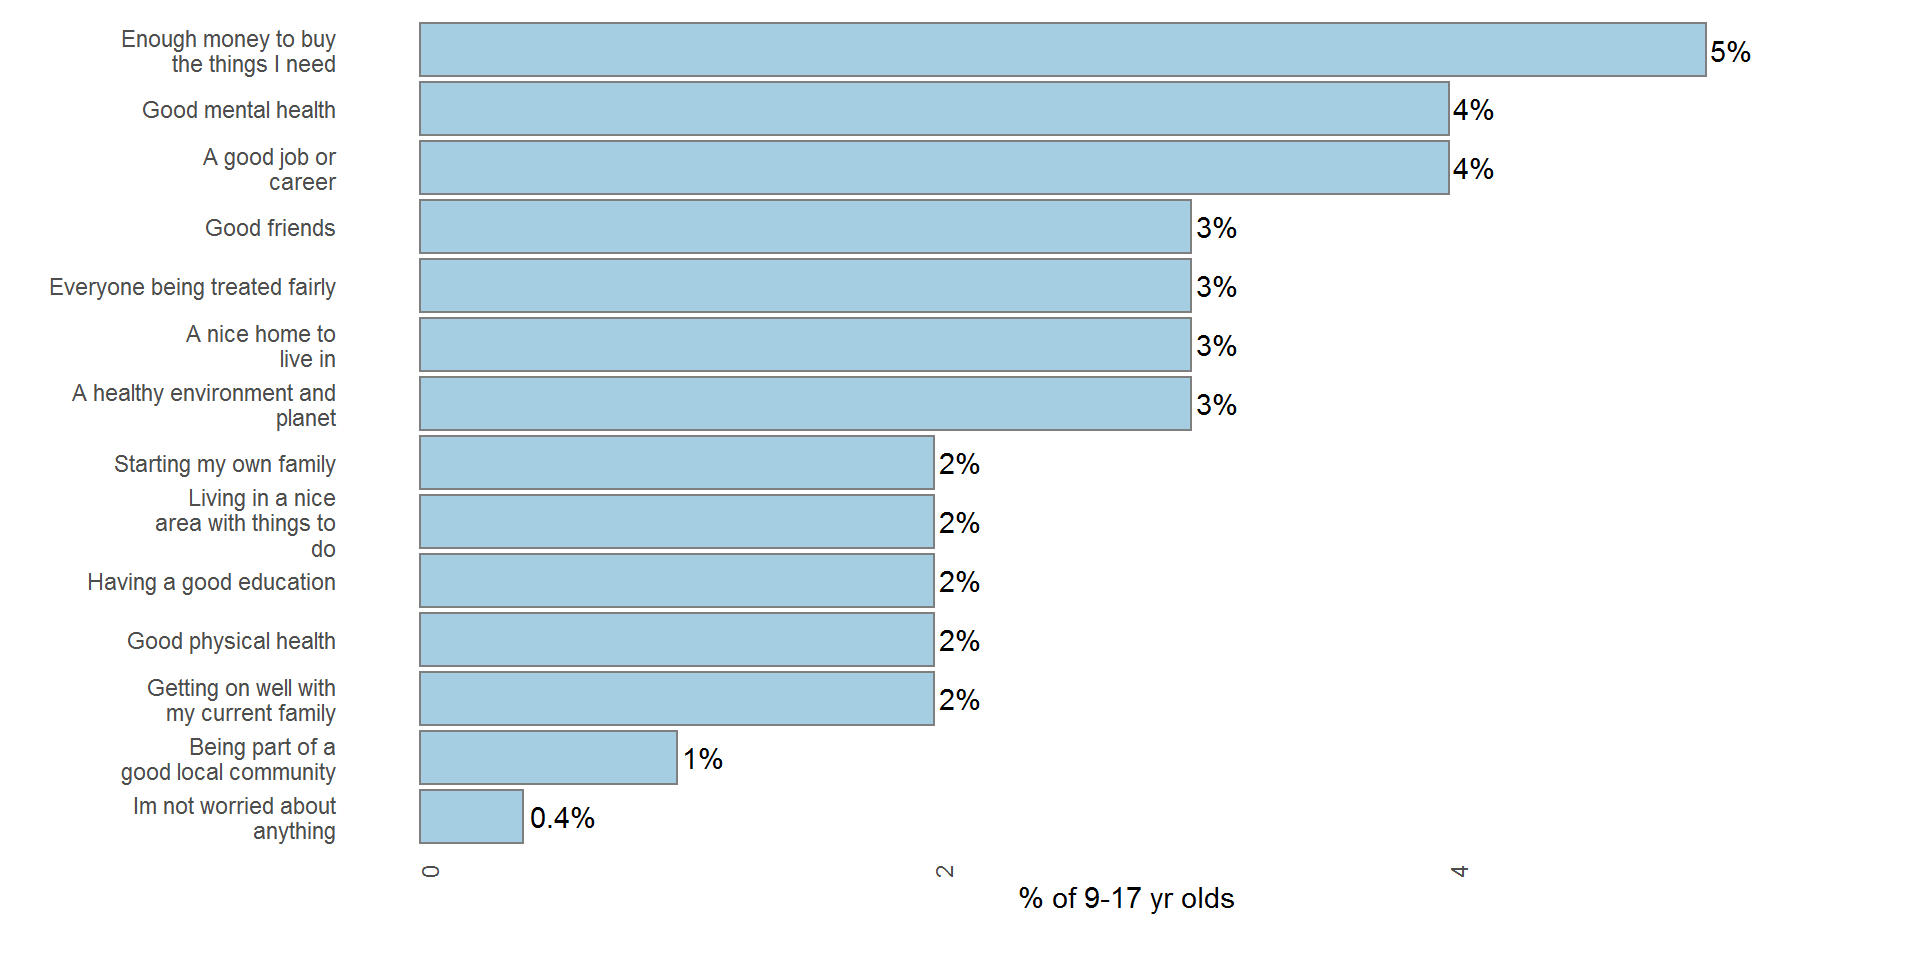 Enough money to buy
the things I need
5%
Good mental health
4%
A good job or
career
4%
Good friends
3%
Everyone being treated fairly
3%
A nice home to
live in
3%
A healthy environment and
planet
3%
Starting my own family
2%
Living in a nice
area with things to
do
2%
Having a good education
2%
Good physical health
2%
Getting on well with
my current family
2%
Being part of a
good local community
1%
Im not worried about
anything
0.4%
0
2
4
% of 9-17 yr olds